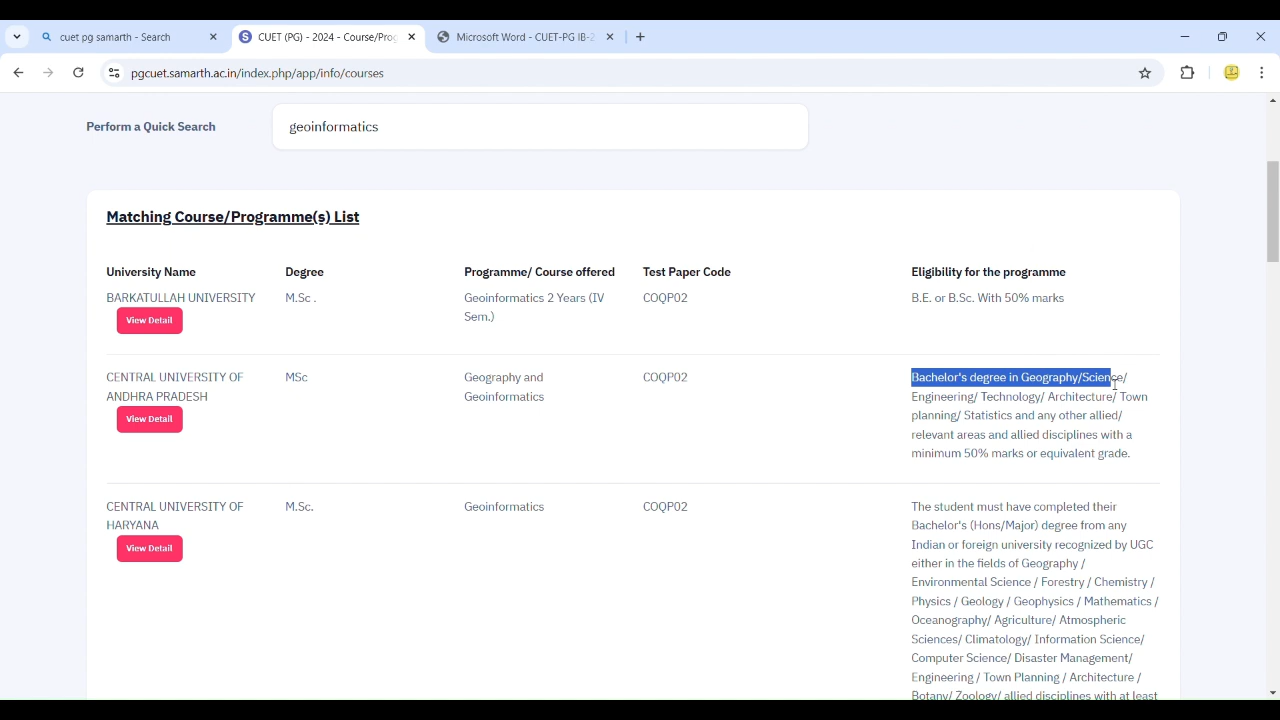 cuet pg samarth - Search
CUET (PG) - 2024 - Course/Prog
Microsoft Word - CUET-PG IB-2
pgcuet.samarth.ac.in/index.php/app/info/courses
Perform a Quick Search
geoinformatics
Matching Course/Programme(s) List
University Name Degree Programme/ Course offered Test Paper Code Eligibility for the programme
BARKATULLAH UNIVERSITY M.Sc . Geoinformatics 2 Years (IV COQP02 B.E. or B.Sc. With 50% marks
View Detail Sem.)
CENTRAL UNIVERSITY OF MSc Geography and COQP02 Bachelor's degree in Geography/Science/
ANDHRA PRADESH Geoinformatics Engineering/ Technology/ Architecture/ Town
View Detail planning/ Statistics and any other allied/
relevant areas and allied disciplines with a
minimum 50% marks or equivalent grade.
CENTRAL UNIVERSITY OF M.Sc. Geoinformatics COQP02 The student must have completed their
HARYANA Bachelor's (Hons/Major) degree from any
View Detail Indian or foreign university recognized by UGC
either in the fields of Geography /
Environmental Science / Forestry / Chemistry /
Physics / Geology / Geophysics / Mathematics /
Oceanography/ Agriculture/ Atmospheric
Sciences/ Climatology/ Information Science/
Computer Science/ Disaster Management/
Engineering / Town Planning / Architecture /
Botany/ Zoology/ allied disciplines with at least